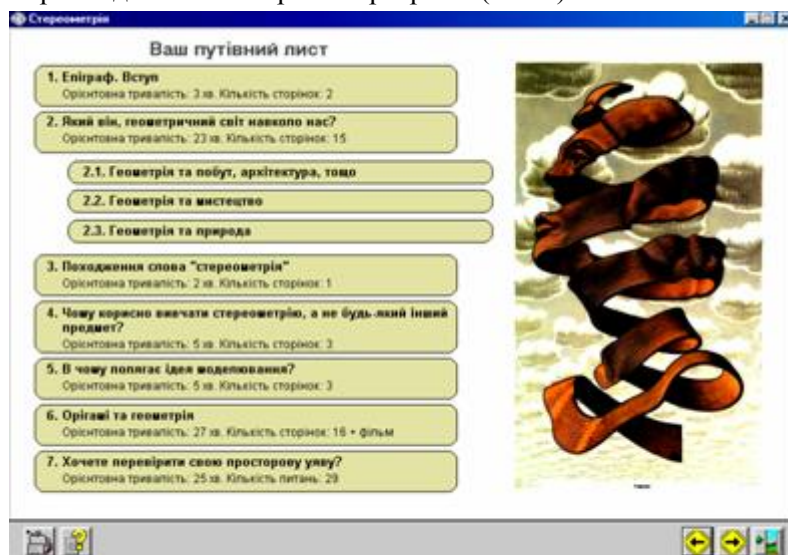 Стереометрія
Ваш путівний лист
1. Епіграф. Вступ
Орієнтовна тривалість: 3 хв. Кількість сторінок: 2
2. Який він, геометричний світ навколо нас?
Орієнтовна тривалість: 23 хв. Кількість сторінок: 15
2.1. Геометрія та побут, архітектура, тощо
2.2. Геометрія та мистецтво
2.3. Геометрія та природа
3. Походження слова "стереометрія"
Орієнтовна тривалість: 2 хв. Кількість сторінок: 1
4. Чому корисно вивчати стереометрію, а не будь-який інший
предмет?
Орієнтовна тривалість: 5 хв. Кількість сторінок: 3
5. В чому полягає ідея моделювання?
Орієнтовна тривалість: 5 хв. Кількість сторінок: 3
6. Орігамі та геометрія
Орієнтовна тривалість: 27 хв. Кількість сторінок: 16 + фільм
7. Хочете перевірити свою просторову уяву?
Орієнтовна тривалість: 25 хв. Кількість питань: 29